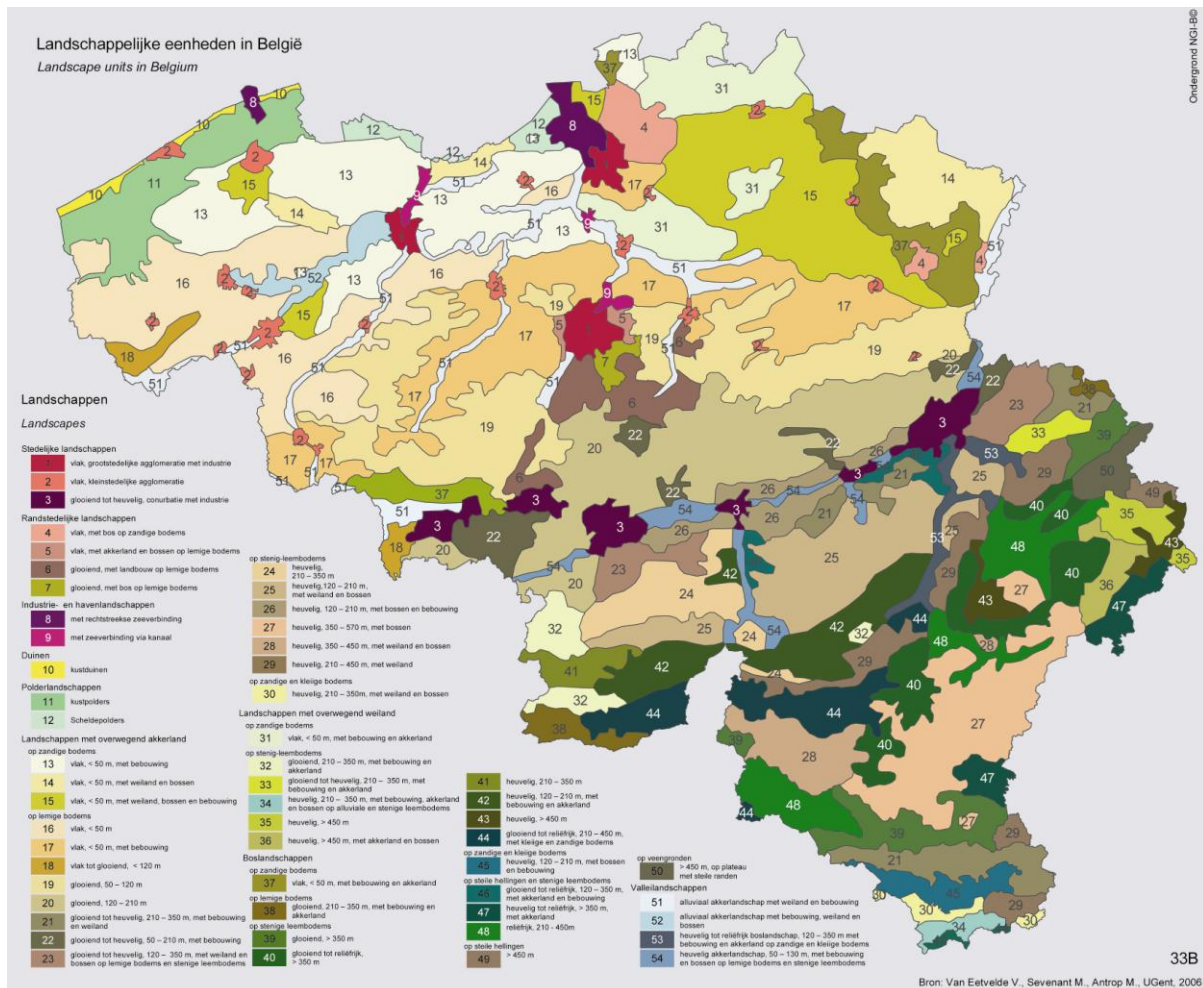 Landschappelijke eenheden in België
Landscape units in Belgium
Ondergrond NGI-B©
Landschappen
Landscapes
Stedelijke landschappen
1 vlak, grootstedelijke agglomeratie met industrie
2 vlak, kleinstedelijke agglomeratie
3 glooiend tot heuvelig, conurbatie met industrie
Randstedelijke landschappen
4 vlak, met bos op zandige bodems
5 vlak, met akkerland en bossen op lemige bodems
6 glooiend, met landbouw op lemige bodems
7 glooiend, met bos op lemige bodems
Industrie- en havenlandschappen
8 met rechtstreekse zeeverbinding
9 met zeeverbinding via kanaal
Duinen
10 kustduinen
Polderlandschappen
11 kustpolders
12 Scheldepolders
Landschappen met overwegend akkerland
op zandige bodems
13 vlak, < 50 m, met bebouwing
14 vlak, < 50 m, met weiland en bossen
15 vlak, < 50 m, met weiland, bossen en bebouwing
op lemige bodems
16 vlak, < 50 m
17 vlak, < 50 m, met bebouwing
18 vlak tot glooiend, < 120 m
19 glooiend, 50 – 120 m
20 glooiend, 120 – 210 m
21 glooiend tot heuvelig, 210 – 350 m, met bebouwing
en weiland
22 glooiend tot heuvelig, 50 – 210 m, met bebouwing
23 glooiend tot heuvelig, 120 – 350 m, met weiland en
bossen op lemige bodems en stenige leembodems
op stenig-leembodems
24 heuvelig,
210 – 350 m
25 heuvelig,120 – 210 m,
met weiland en bossen
26 heuvelig, 120 – 210 m, met bossen en bebouwing
27 heuvelig, 350 – 570 m, met bossen
28 heuvelig, 350 – 450 m, met weiland en bossen
29 heuvelig, 210 – 450 m, met weiland
op zandige en kleiige bodems
30 heuvelig, 210 – 350m, met weiland en bossen
Landschappen met overwegend weiland
op zandige bodems
31 vlak, < 50 m, met bebouwing en akkerland
op stenig-leembodems
32 glooiend, 210 – 350 m, met bebouwing en
akkerland
33 glooiend tot heuvelig, 210 – 350 m, met
bebouwing en akkerland
34 heuvelig, 210 – 350 m, met bebouwing, akkerland
en bossen op alluviale en stenige leembodems
35 heuvelig, > 450 m
36 heuvelig, > 450 m, met akkerland en bossen
Boslandschappen
op zandige bodems
37 vlak, < 50 m, met bebouwing en akkerland
op lemige bodems
38 glooiend, 210 – 350 m, met bebouwing en
akkerland
op stenige leembodems
39 glooiend, > 350 m
40 glooiend tot reliëfrijk,
> 350 m
41 heuvelig, 210 – 350 m
42 heuvelig, 120 – 210 m, met
bebouwing en akkerland
43 heuvelig, > 450 m
44 glooiend tot reliëfrijk, 210 – 450 m,
met kleiige en zandige bodems
op zandige en kleiige bodems
45 heuvelig, 120 – 210 m, met bossen
en bebouwing
op steile hellingen en stenige leembodems
46 glooiend tot reliëfrijk, 120 – 350 m,
met akkerland en bebouwing
47 heuvelig tot reliëfrijk, > 350 m,
met akkerland
48 reliëfrijk, 210 - 450m
op steile hellingen
49 > 450 m
op veengronden
50 > 450 m, op plateau
met steile randen
Valleilandschappen
51 alluviaal akkerlandschap met weiland en bebouwing
52 alluviaal akkerlandschap met bebouwing, weiland en
bossen
53 heuvelig tot reliëfrijk boslandschap, 120 – 350 m met
bebouwing en akkerland op zandige en kleiige bodems
54 heuvelig akkerlandschap, 50 – 130 m, met bebouwing
en bossen op lemige bodems en stenige leembodems
33B
Bron: Van Eetvelde V., Sevenant M., Antrop M., UGent, 2006